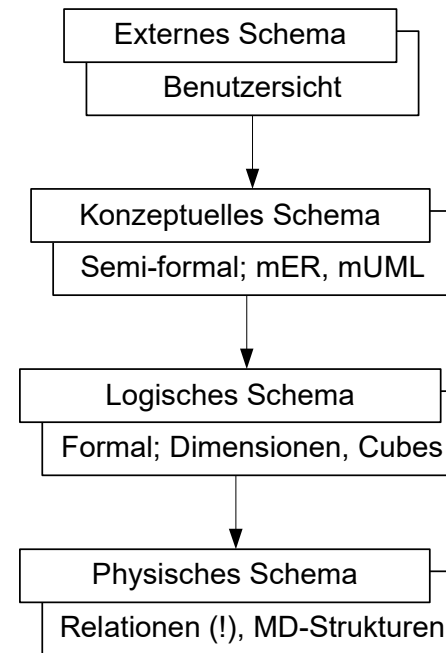 Externes Schema
Benutzersicht
Konzeptuelles Schema
Semi-formal; mER, mUML
Logisches Schema
Formal; Dimensionen, Cubes
Physisches Schema
Relationen (!), MD-Strukturen